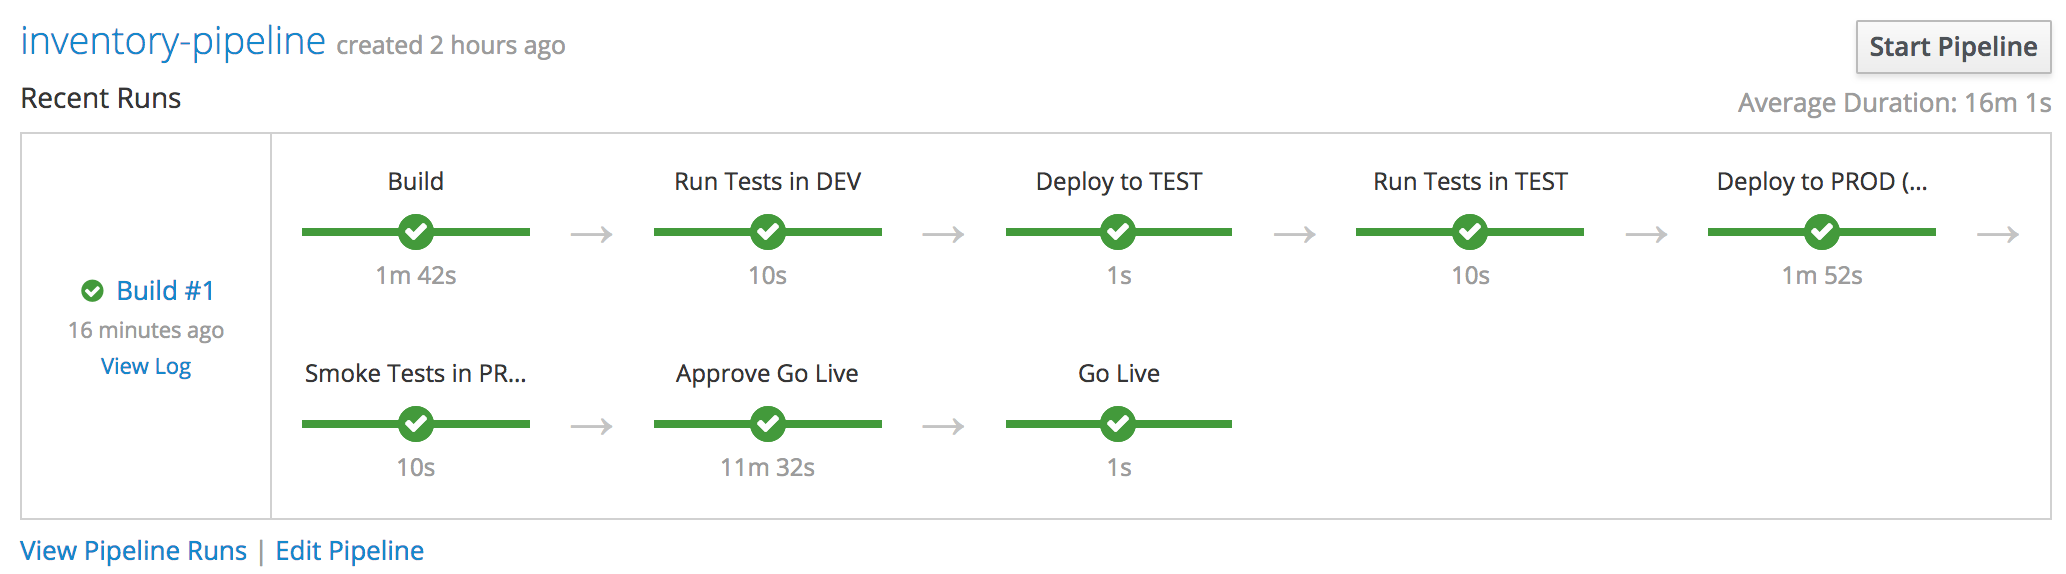 inventory-pipeline created 2 hours ago
Start Pipeline
Recent Runs
Average Duration: 16m 1s
Build #1
16 minutes ago
View Log
Build
1m 42s
Run Tests in DEV
10s
Deploy to TEST
1s
Run Tests in TEST
10s
Deploy to PROD (...
1m 52s
Smoke Tests in PR...
10s
Approve Go Live
11m 32s
Go Live
1s
View Pipeline Runs | Edit Pipeline